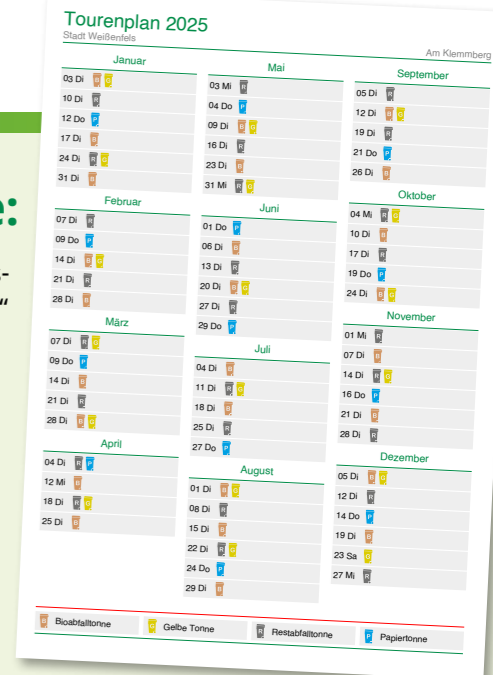 Tourenplan 2025
Stadt Weißenfels
Am Klemmberg
Januar
03 Di B G
10 Di R
12 Do P
17 Di B
24 Di R G
31 Di B
Februar
07 Di R
09 Do P
14 Di B G
21 Di R
28 Di B
März
07 Di R G
09 Do P
14 Di B
21 Di R
28 Di B G
April
04 Di R P
12 Mi B
18 Di R G
25 Di B
Mai
03 Mi R
04 Do P
09 Di B G
16 Di R
23 Di B
31 Mi R G
Juni
01 Do P
06 Di B
13 Di R
20 Di B G
27 Di R
29 Do P
Juli
04 Di B
11 Di R G
18 Di B
25 Di R
27 Do P
August
01 Di B G
08 Di R
15 Di B
22 Di R G
24 Do P
29 Di B
September
05 Di R
12 Di B G
19 Di R
21 Do P
26 Di B
Oktober
04 Mi R G
10 Di B
17 Di R
19 Do P
24 Di B G
November
01 Mi R
07 Di B
14 Di R G
16 Do P
21 Di B
28 Di R
Dezember
05 Di B G
12 Di R
14 Do P
19 Di B
23 Sa G
27 Mi R
B Bioabfalltonne G Gelbe Tonne R Restabfalltonne P Papiertonne
e:
-
“